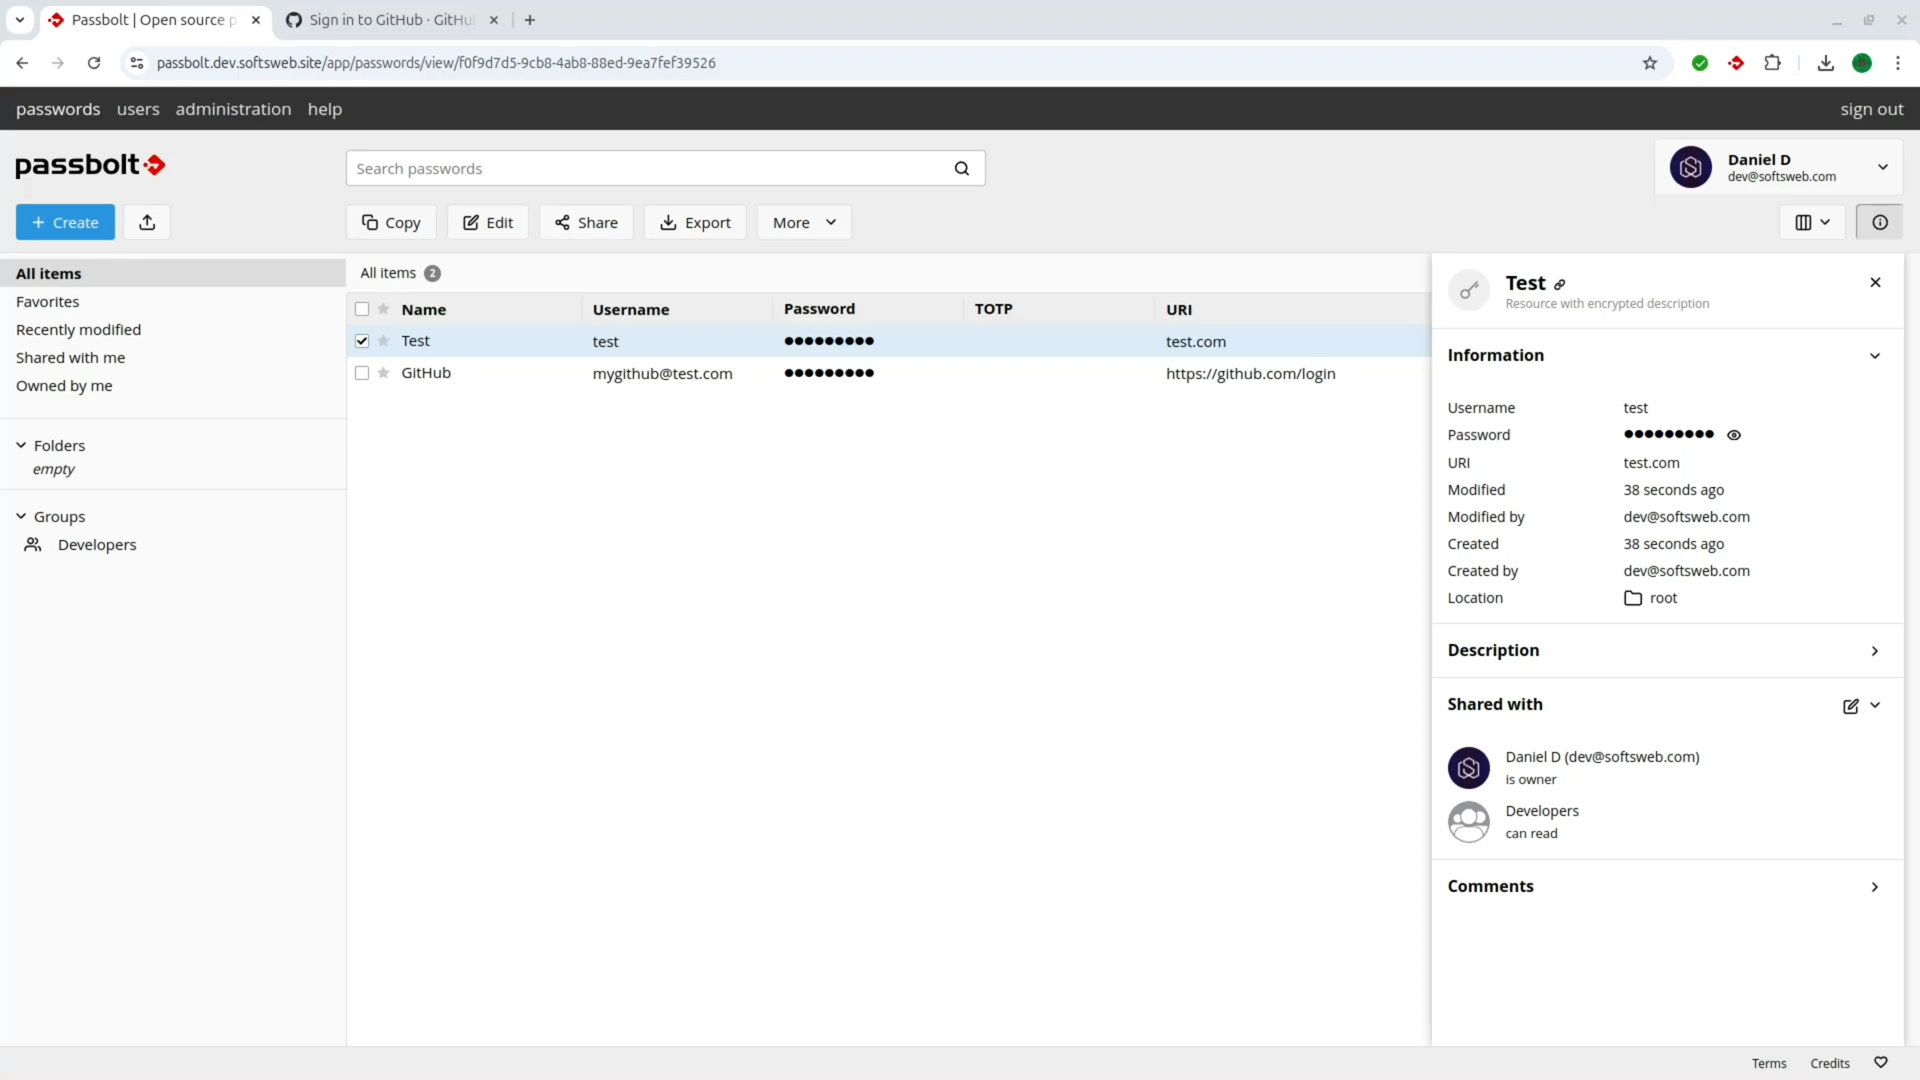 Passbolt | Open source p
Sign in to GitHub · GitHu
passbolt.dev.softsweb.site/app/passwords/view/f0f9d7d5-9cb8-4ab8-88ed-9ea7fef39526
passwords users administration help sign out
passbolt
Search passwords
Daniel D
dev@softsweb.com
Create
Copy Edit Share Export More
All items
Favorites
Recently modified
Shared with me
Owned by me
Folders
empty
Groups
Developers
All items 2
Name Username Password TOTP URI
Test test ●●●●●●●●● test.com
GitHub mygithub@test.com ●●●●●●●●● https://github.com/login
Test
Resource with encrypted description
Information
Username test
Password ●●●●●●●●●
URI test.com
Modified 38 seconds ago
Modified by dev@softsweb.com
Created 38 seconds ago
Created by dev@softsweb.com
Location root
Description
Shared with
Daniel D (dev@softsweb.com)
is owner
Developers
can read
Comments
Terms Credits